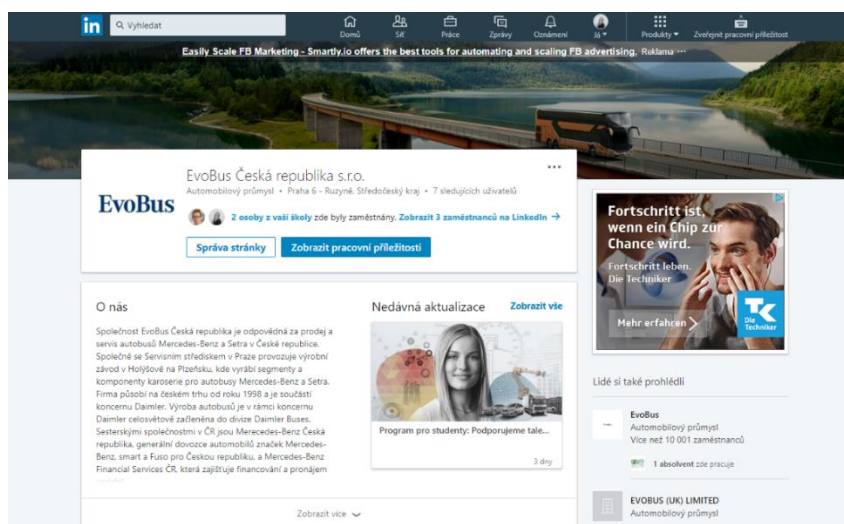 in
Vyhledat
Domů
Síť
Práce
Zprávy
Oznámení
Já
Produkty
Zveřejnit pracovní příležitost
Easily Scale FB Marketing - Smartly.io offers the best tools for automating and scaling FB advertising. Reklama ···
EvoBus
EvoBus Česká republika s.r.o.
Automobilový průmysl • Praha 6 - Ruzyně, Středočeský kraj • 7 sledujících uživatelů
2 osoby z vaší školy zde byly zaměstnány. Zobrazit 3 zaměstnanců na LinkedIn →
Správa stránky
Zobrazit pracovní příležitosti
O nás
Společnost EvoBus Česká republika je odpovědná za prodej a
servis autobusů Mercedes-Benz a Setra v České republice.
Společně se Servisním střediskem v Praze provozuje výrobní
závod v Holýšově na Plzeňsku, kde vyrábí segmenty a
komponenty karoserie pro autobusy Mercedes-Benz a Setra.
Firma působí na českém trhu od roku 1998 a je součástí
koncernu Daimler. Výroba autobusů je v rámci koncernu
Daimler celosvětově začleněna do divize Daimler Buses.
Sesterskými společnostmi v ČR jsou Merecedes-Benz Česká
republika, generální dovozce automobilů značek Mercedes-
Benz, smart a Fuso pro Českou republiku, a Mercedes-Benz
Financial Services ČR, která zajišťuje financování a pronájem
Zobrazit více
Nedávná aktualizace
Zobrazit vše
Program pro studenty: Podporujeme tale...
3 dny
Fortschritt ist,
wenn ein Chip zur
Chance wird.
Fortschritt leben.
Die Techniker
Mehr erfahren
TK
Die
Techniker
Lidé si také prohlédli
EvoBus
Automobilový průmysl
Více než 10 001 zaměstnanců
1 absolvent zde pracuje
EVOBUS (UK) LIMITED
Automobilový průmysl